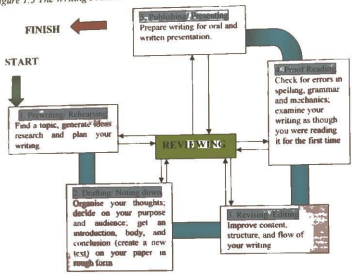 Figure 1.3 The Writing
5. Publishing / Presenting
Prepare writing for oral and
written presentation.
FINISH
START
4. Proof Reading
Check for errors in
spelling, grammar
and mechanics;
examine your
writing as though
you were reading
it for the first time
1. Prewriting/ Rehearsing
Find a topic, generate ideas
research and plan your
writing
REVIEWING
2. Drafting/ Noting down
Organise your thoughts;
decide on your purpose
and audience; get an
introduction, body, and
conclusion (create a new
text) on your paper in
rough form
3. Revising/ Editing
Improve content,
structure, and flow of
your writing